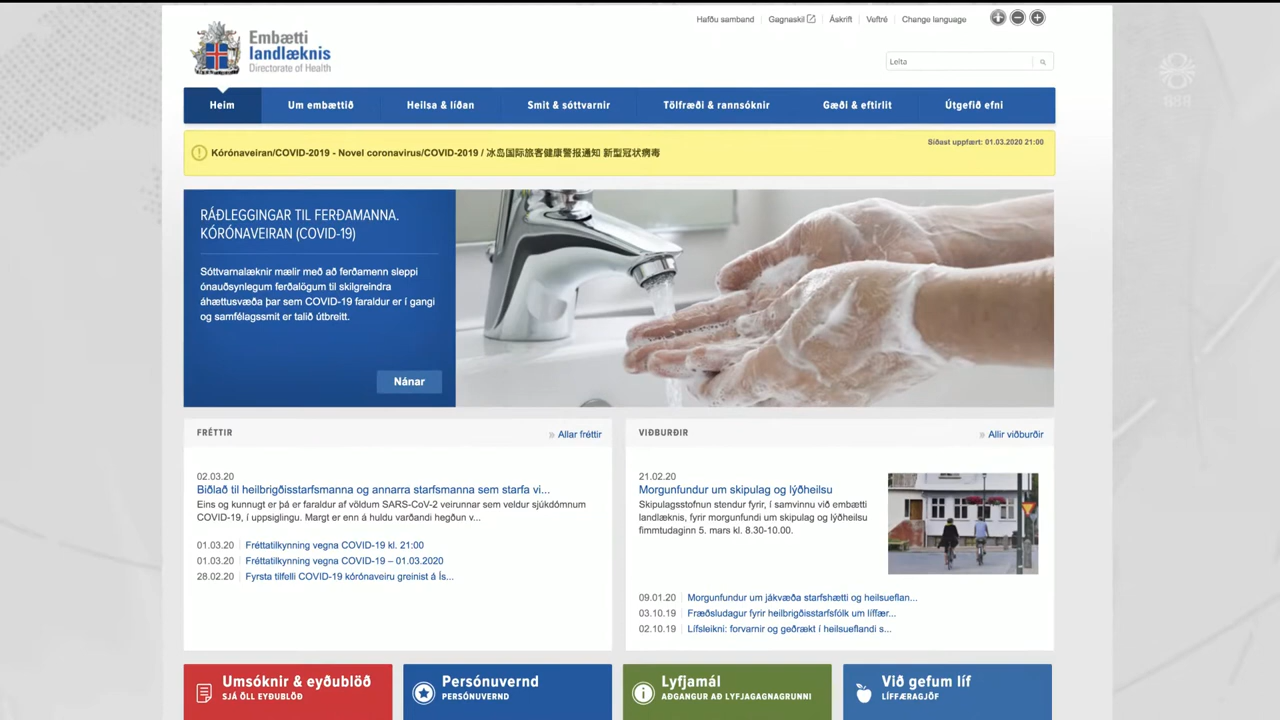 Hafðu samband
Gagnaskil
Áskrift
Veftré
Change language
Embætti
landlæknis
Directorate of Health
Leita
Heim
Um embættið
Heilsa & líðan
Smit & sóttvarnir
Tölfræði & rannsóknir
Gæði & eftirlit
Útgefið efni
Kórónaveiran/COVID-2019 - Novel coronavirus/COVID-2019 / 冰岛国际旅客健康警报通知 新型冠状病毒
Síðast uppfært: 01.03.2020 21:00
RÁÐLEGGINGAR TIL FERÐAMANNA.
KÓRÓNAVEIRAN (COVID-19)
Sóttvarnalæknir mælir með að ferðamenn sleppi
ónauðsynlegum ferðalögum til skilgreindra
áhættusvæða þar sem COVID-19 faraldur er í gangi
og samfélagssmit er talið útbreitt.
Nánar
FRÉTTIR
» Allar fréttir
02.03.20
Biðlað til heilbrigðisstarfsmanna og annarra starfsmanna sem starfa vi...
Eins og kunnugt er þá er faraldur af völdum SARS-CoV-2 veirunnar sem veldur sjúkdómnum
COVID-19, í uppsiglingu. Margt er enn á huldu varðandi hegðun v...
01.03.20 Fréttatilkynning vegna COVID-19 kl. 21:00
01.03.20 Fréttatilkynning vegna COVID-19 – 01.03.2020
28.02.20 Fyrsta tilfelli COVID-19 kórónaveiru greinist á Ís...
VIÐBURÐIR
» Allir viðburðir
21.02.20
Morgunfundur um skipulag og lýðheilsu
Skipulagsstofnun stendur fyrir, í samvinnu við embætti
landlæknis, fyrir morgunfundi um skipulag og lýðheilsu
fimmtudaginn 5. mars kl. 8.30-10.00.
09.01.20 Morgunfundur um jákvæða starfshætti og heilsueflan...
03.10.19 Fræðsludagur fyrir heilbrigðisstarfsfólk um líffær...
02.10.19 Lífsleikni: forvarnir og geðrækt í heilsueflandi s...
Umsóknir & eyðublöð
SJÁ ÖLL EYÐUBLÖÐ
Persónuvernd
PERSÓNUVERND
Lyfjamál
AÐGANGUR AÐ LYFJAGAGNAGRUNNI
Við gefum líf
LÍFFÆRAGJÖF
888